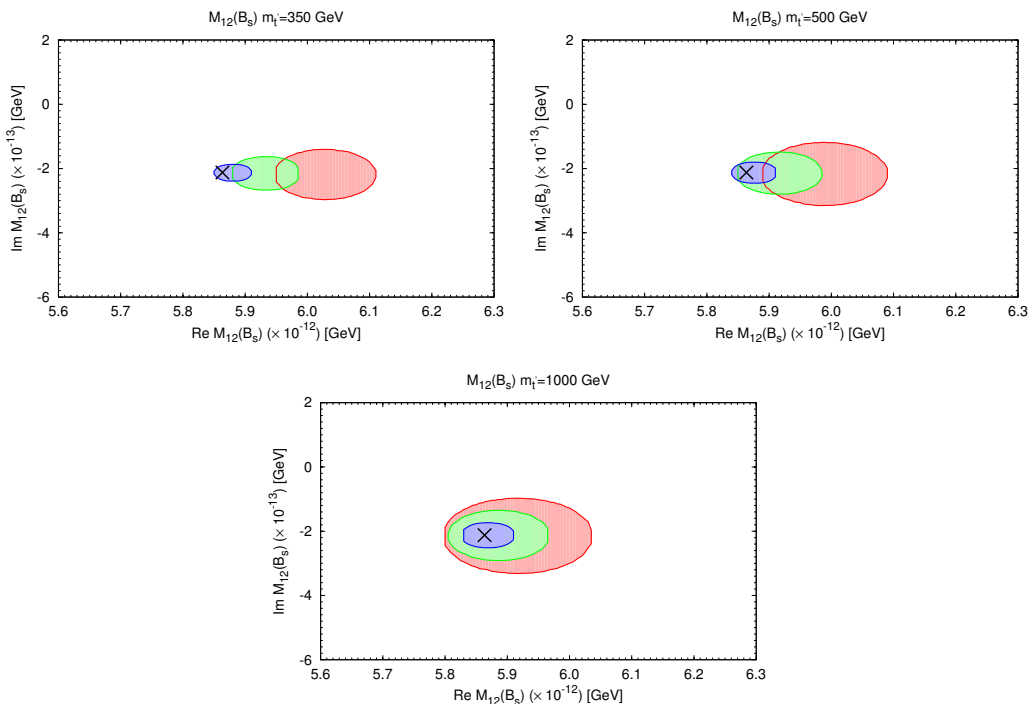 M12(Bs) mt'=350 GeV
2
0
-2
-4
-6
Im M12(Bs) (× 10-13) [GeV]
5.6 5.7 5.8 5.9 6.0 6.1 6.2 6.3
Re M12(Bs) (× 10-12) [GeV]
M12(Bs) mt'=500 GeV
2
0
-2
-4
-6
Im M12(Bs) (× 10-13) [GeV]
5.6 5.7 5.8 5.9 6.0 6.1 6.2 6.3
Re M12(Bs) (× 10-12) [GeV]
M12(Bs) mt'=1000 GeV
2
0
-2
-4
-6
Im M12(Bs) (× 10-13) [GeV]
5.6 5.7 5.8 5.9 6.0 6.1 6.2 6.3
Re M12(Bs) (× 10-12) [GeV]